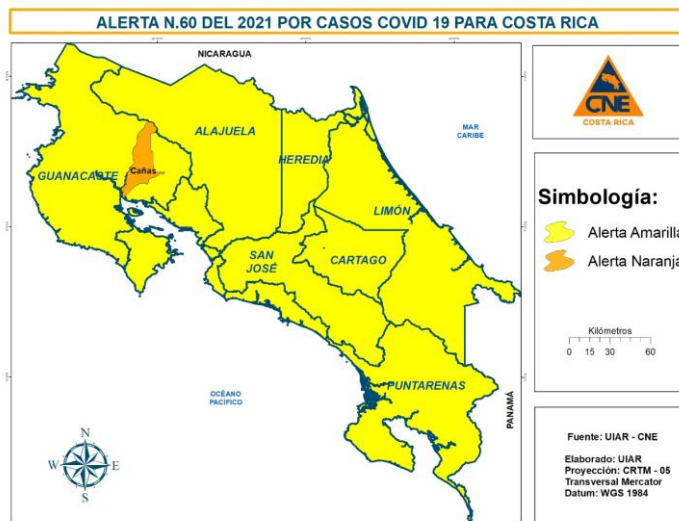 ALERTA N.60 DEL 2021 POR CASOS COVID 19 PARA COSTA RICA
NICARAGUA
MAR
CARIBE
ALAJUELA
HEREDIA
GUANACASTE
Cañas
LIMÓN
SAN
JOSÉ
CARTAGO
PUNTARENAS
OCÉANO
PACÍFICO
PANAMÁ
N
W
E
S
CNE
COSTA RICA
Simbología:
Alerta Amarilla
Alerta Naranja
Kilómetros
0 15 30 60
Fuente: UIAR - CNE
Elaborado: UIAR
Proyección: CRTM - 05
Transversal Mercator
Datum: WGS 1984